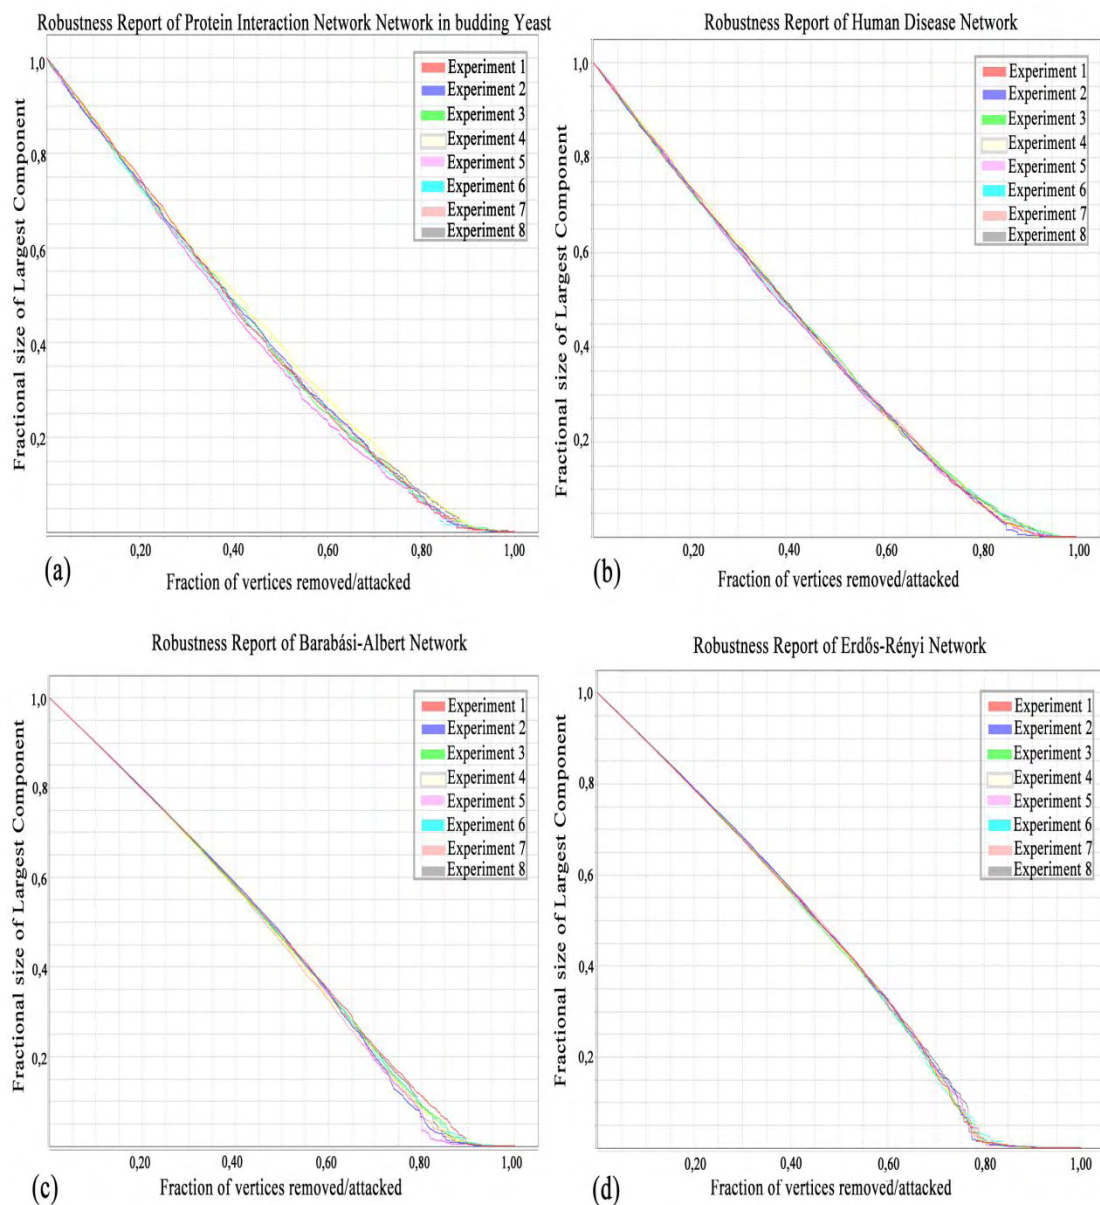 Robustness Report of Protein Interaction Network Network in budding Yeast
1,0
0,8
0,6
0,4
0,2
Fractional size of Largest Component
Experiment 1
Experiment 2
Experiment 3
Experiment 4
Experiment 5
Experiment 6
Experiment 7
Experiment 8
0,20 0,40 0,60 0,80 1,00
(a)
Fraction of vertices removed/attacked
Robustness Report of Human Disease Network
1,0
0,8
0,6
0,4
0,2
Fractional size of Largest Component
Experiment 1
Experiment 2
Experiment 3
Experiment 4
Experiment 5
Experiment 6
Experiment 7
Experiment 8
0,20 0,40 0,60 0,80 1,00
(b)
Fraction of vertices removed/attacked
Robustness Report of Barabási-Albert Network
1,0
0,8
0,6
0,4
0,2
Fractional size of Largest Component
Experiment 1
Experiment 2
Experiment 3
Experiment 4
Experiment 5
Experiment 6
Experiment 7
Experiment 8
0,20 0,40 0,60 0,80 1,00
(c)
Fraction of vertices removed/attacked
Robustness Report of Erdős-Rényi Network
1,0
0,8
0,6
0,4
0,2
Fractional size of Largest Component
Experiment 1
Experiment 2
Experiment 3
Experiment 4
Experiment 5
Experiment 6
Experiment 7
Experiment 8
0,20 0,40 0,60 0,80 1,00
(d)
Fraction of vertices removed/attacked